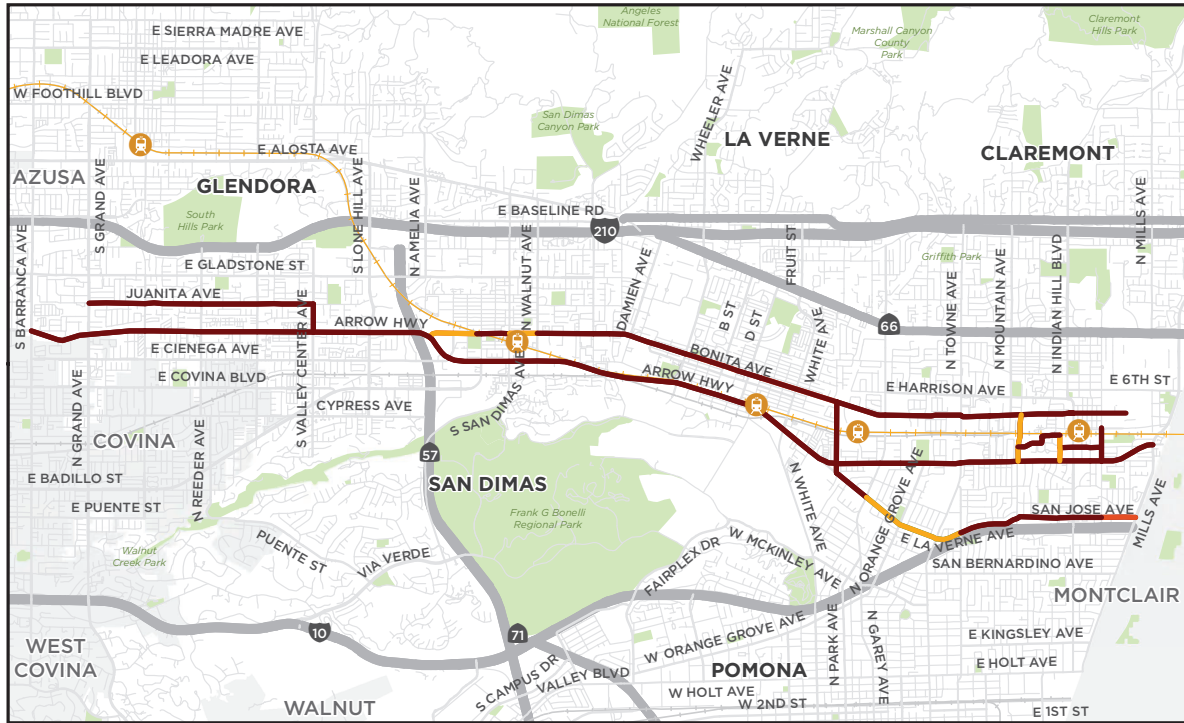 Angeles
National Forest
Claremont
Hills Park
E SIERRA MADRE AVE
Marshall Canyon
County
Park
E LEADORA AVE
WHEELER AVE
W FOOTHILL BLVD
San Dimas
Canyon Park
LA VERNE
E ALOSTA AVE
CLAREMONT
AZUSA
GLENDORA
S GRAND AVE
S LONE HILL AVE
N AMELIA AVE
N MILLS AVE
South
Hills Park
E BASELINE RD
210
N WALNUT AVE
FRUIT ST
S BARRANCA AVE
E GLADSTONE ST
Griffith Park
N MOUNTAIN AVE
N INDIAN HILL BLVD
JUANITA AVE
DAMIEN AVE
B ST
D ST
N TOWNE AVE
ARROW HWY
66
S VALLEY CENTER AVE
WHITE AVE
E CIENEGA AVE
BONITA AVE
E COVINA BLVD
ARROW HWY
E HARRISON AVE
E 6TH ST
N GRAND AVE
CYPRESS AVE
S SAN DIMAS AVE
COVINA
N REEDER AVE
57
E BADILLO ST
SAN DIMAS
N WHITE AVE
N ORANGE GROVE AVE
E PUENTE ST
Frank G Bonelli
Regional Park
SAN JOSE AVE
MILLS AVE
PUENTE ST
W MCKINLEY AVE
E LA VERNE AVE
Walnut
Creek Park
VIA VERDE
FAIRPLEX DR
SAN BERNARDINO AVE
MONTCLAIR
10
71
W ORANGE GROVE AVE
N PARK AVE
N GAREY AVE
E KINGSLEY AVE
WEST
COVINA
S CAMPUS DR
VALLEY BLVD
POMONA
E HOLT AVE
W HOLT AVE
WALNUT
W 2ND ST
E 1ST ST